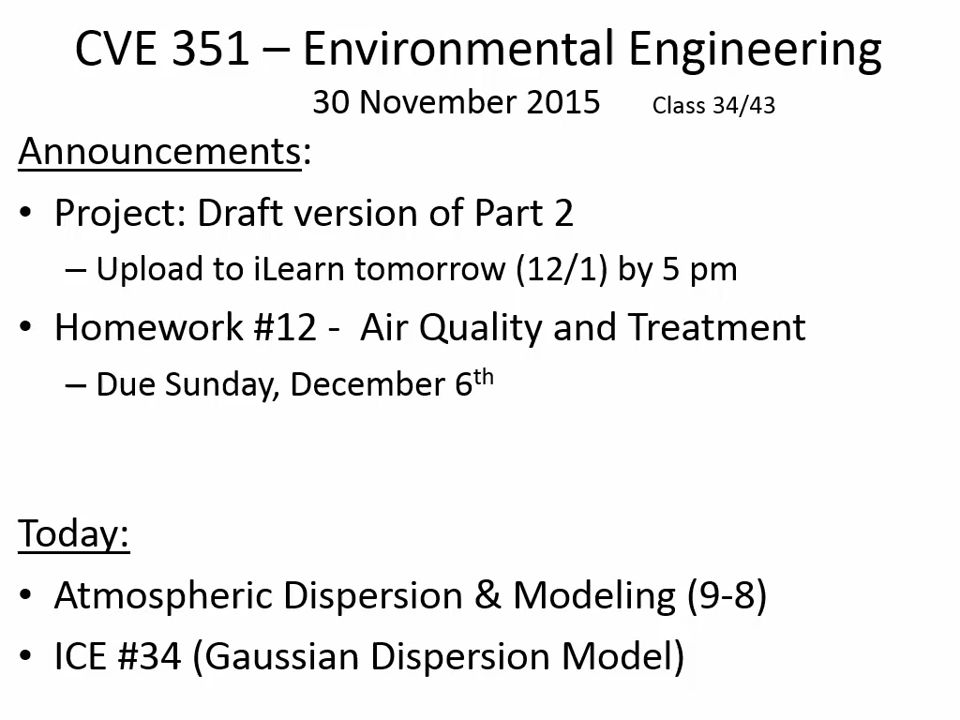 CVE 351 – Environmental Engineering
30 November 2015 Class 34/43
Announcements:
• Project: Draft version of Part 2
– Upload to iLearn tomorrow (12/1) by 5 pm
• Homework #12 - Air Quality and Treatment
– Due Sunday, December 6th
Today:
• Atmospheric Dispersion & Modeling (9-8)
• ICE #34 (Gaussian Dispersion Model)